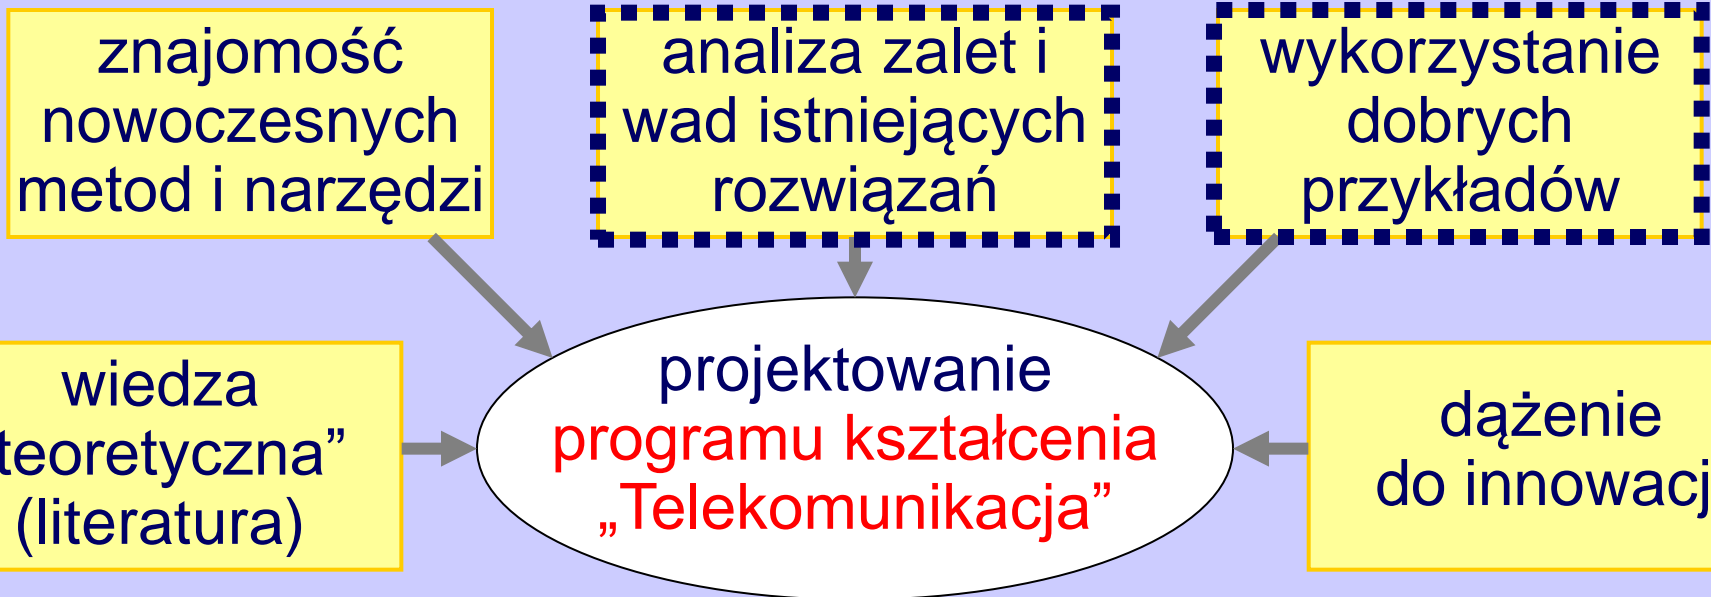 znajomość
nowoczesnych
metod i narzędzi
analiza zalet i
wad istniejących
rozwiązań
wykorzystanie
dobrych
przykładów
wiedza
teoretyczna”
(literatura)
projektowanie
programu kształcenia
„Telekomunikacja”
dążenie
do innowacj